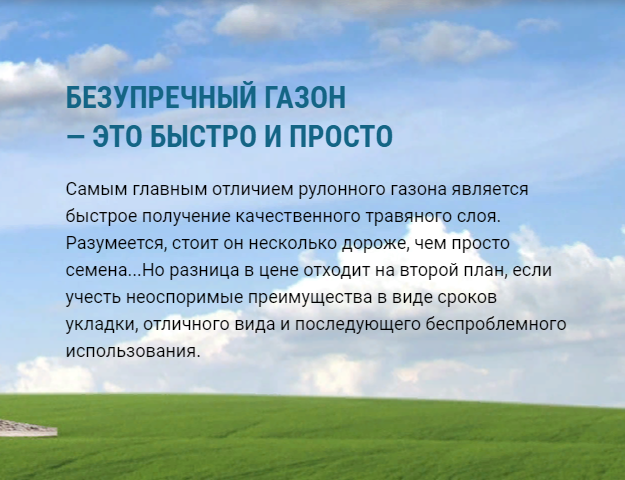 БЕЗУПРЕЧНЫЙ ГАЗОН
– ЭТО БЫСТРО И ПРОСТО
Самым главным отличием рулонного газона является
быстрое получение качественного травяного слоя.
Разумеется, стоит он несколько дороже, чем просто
семена...Но разница в цене отходит на второй план, если
учесть неоспоримые преимущества в виде сроков
укладки, отличного вида и последующего беспроблемного
использования.